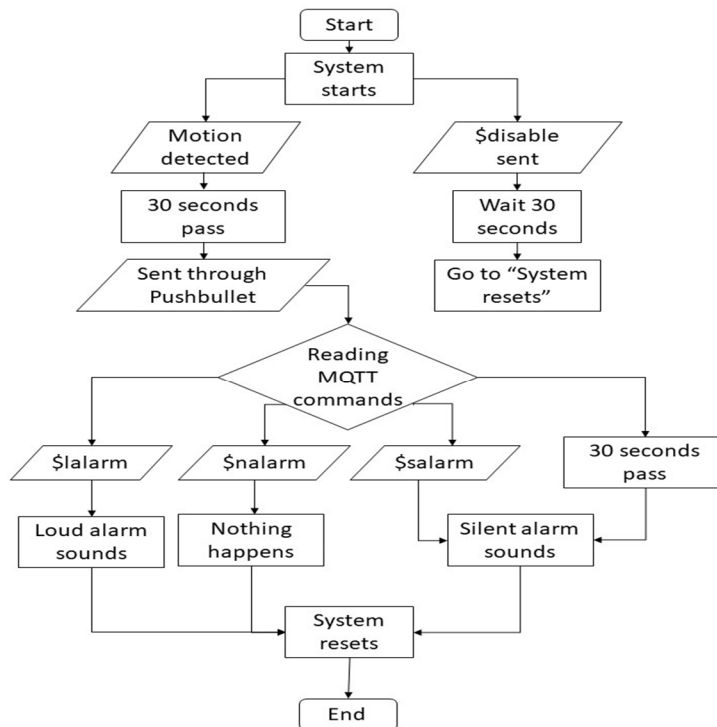 Start
System
starts
Motion
detected
$disable
sent
30 seconds
pass
Wait 30
seconds
Sent through
Pushbullet
Go to “System
resets”
Reading
MQTT
commands
$lalarm
$nalarm
$salarm
30 seconds
pass
Loud alarm
sounds
Nothing
happens
Silent alarm
sounds
System
resets
End